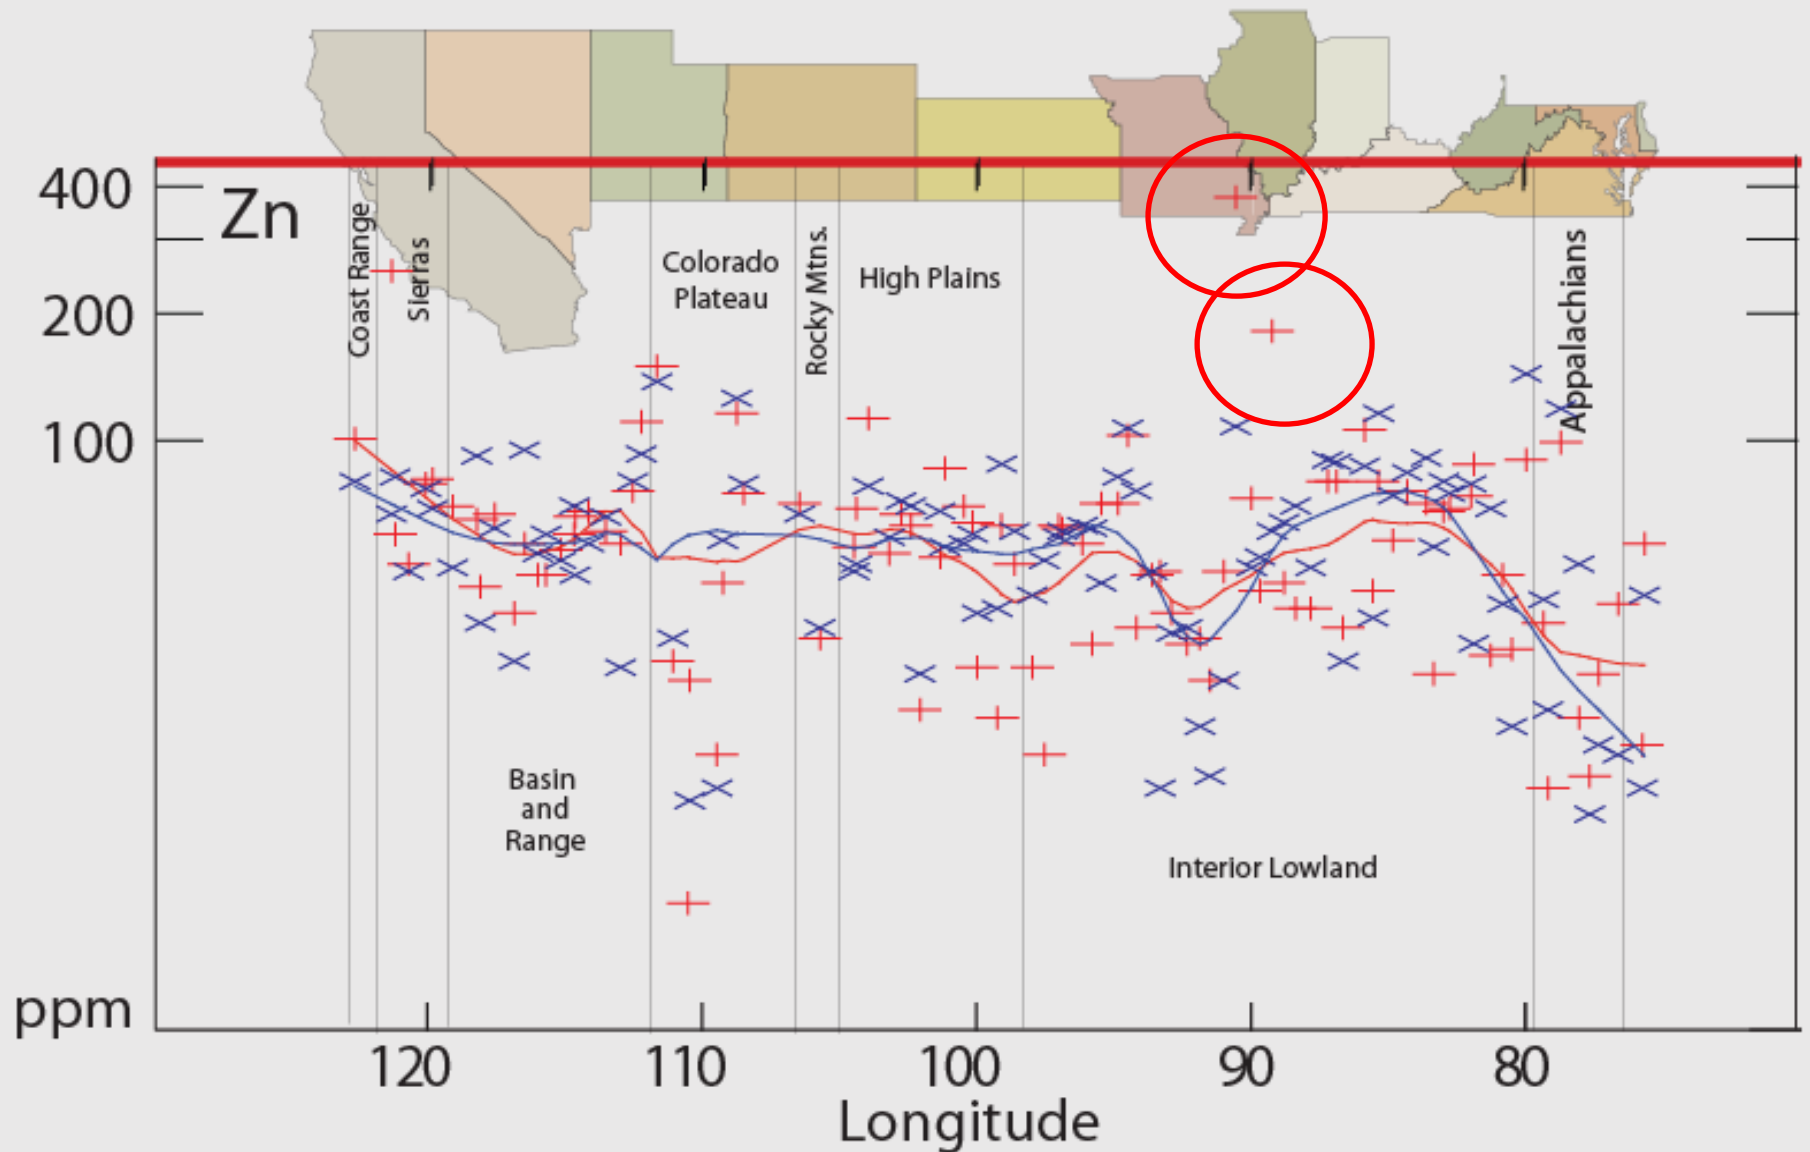 400
Zn
200
100
ppm
Coast Range
Sierras
Colorado
Plateau
Rocky Mtns.
High Plains
Appalachians
Basin
and
Range
Interior Lowland
120
110
100
90
80
Longitude